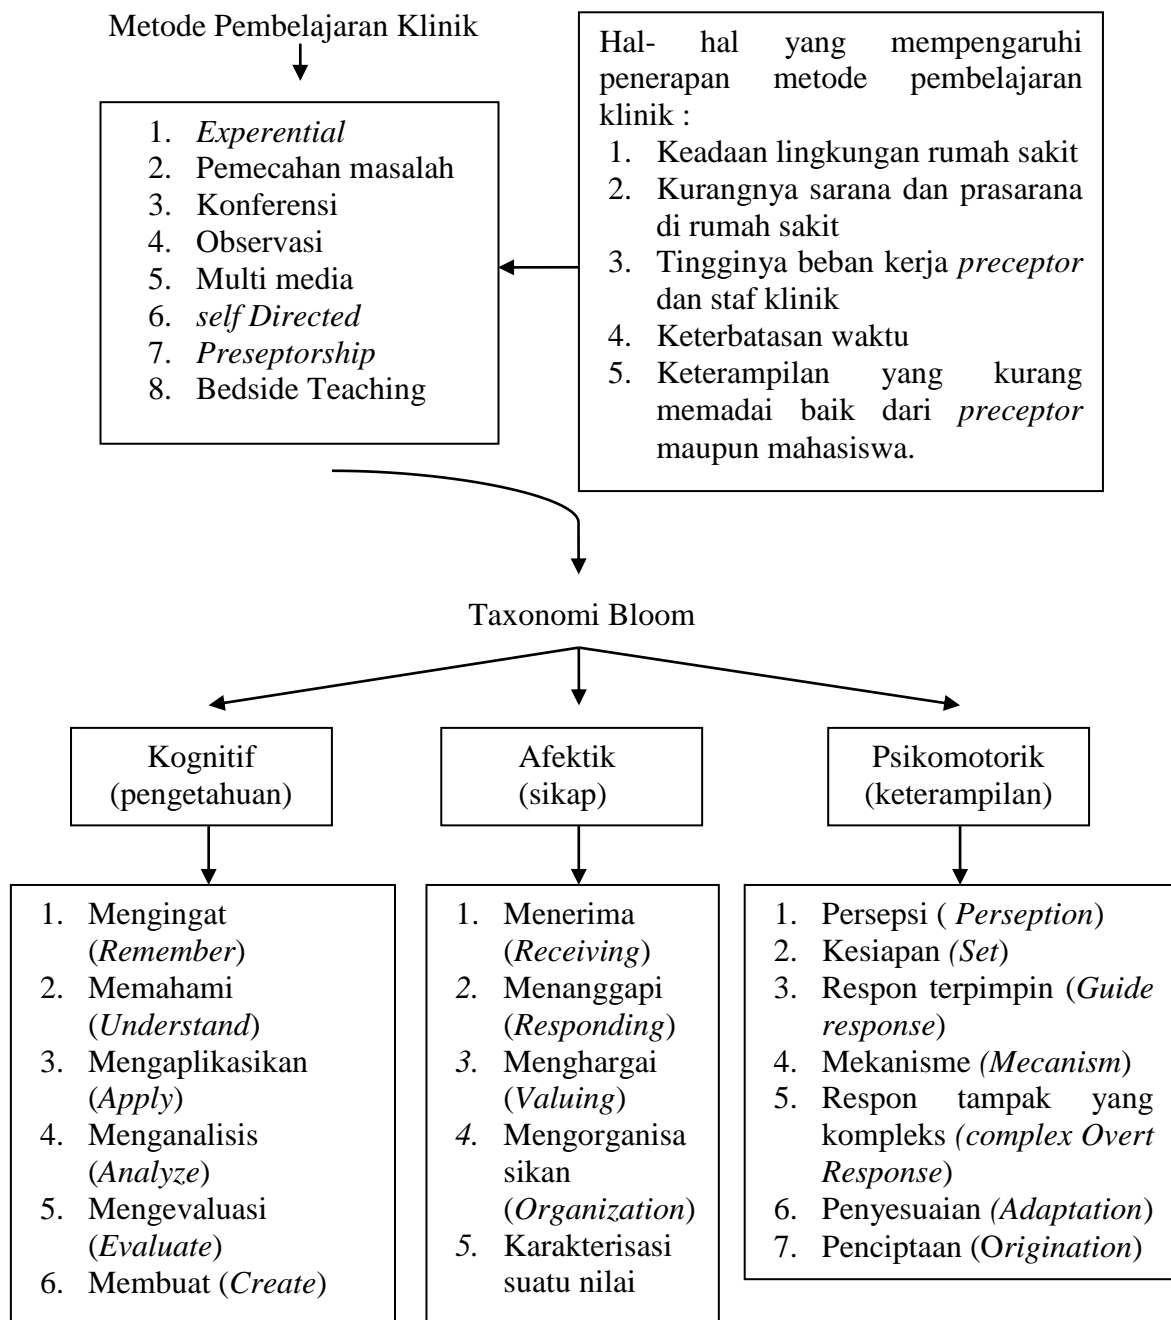 Metode Pembelajaran Klinik
1. Experential
2. Pemecahan masalah
3. Konferensi
4. Observasi
5. Multi media
6. self Directed
7. Preseptorship
8. Bedside Teaching
Hal- hal yang mempengaruhi
penerapan metode pembelajaran
klinik :
1. Keadaan lingkungan rumah sakit
2. Kurangnya sarana dan prasarana
di rumah sakit
3. Tingginya beban kerja preceptor
dan staf klinik
4. Keterbatasan waktu
5. Keterampilan yang kurang
memadai baik dari preceptor
maupun mahasiswa.
Taxonomi Bloom
Kognitif
(pengetahuan)
Afektik
(sikap)
Psikomotorik
(keterampilan)
1. Mengingat
(Remember)
2. Memahami
(Understand)
3. Mengaplikasikan
(Apply)
4. Menganalisis
(Analyze)
5. Mengevaluasi
(Evaluate)
6. Membuat (Create)
1. Menerima
(Receiving)
2. Menanggapi
(Responding)
3. Menghargai
(Valuing)
4. Mengorganisa
sikan
(Organization)
5. Karakterisasi
suatu nilai
1. Persepsi ( Perseption)
2. Kesiapan (Set)
3. Respon terpimpin (Guide
response)
4. Mekanisme (Mecanism)
5. Respon tampak yang
kompleks (complex Overt
Response)
6. Penyesuaian (Adaptation)
7. Penciptaan (Origination)